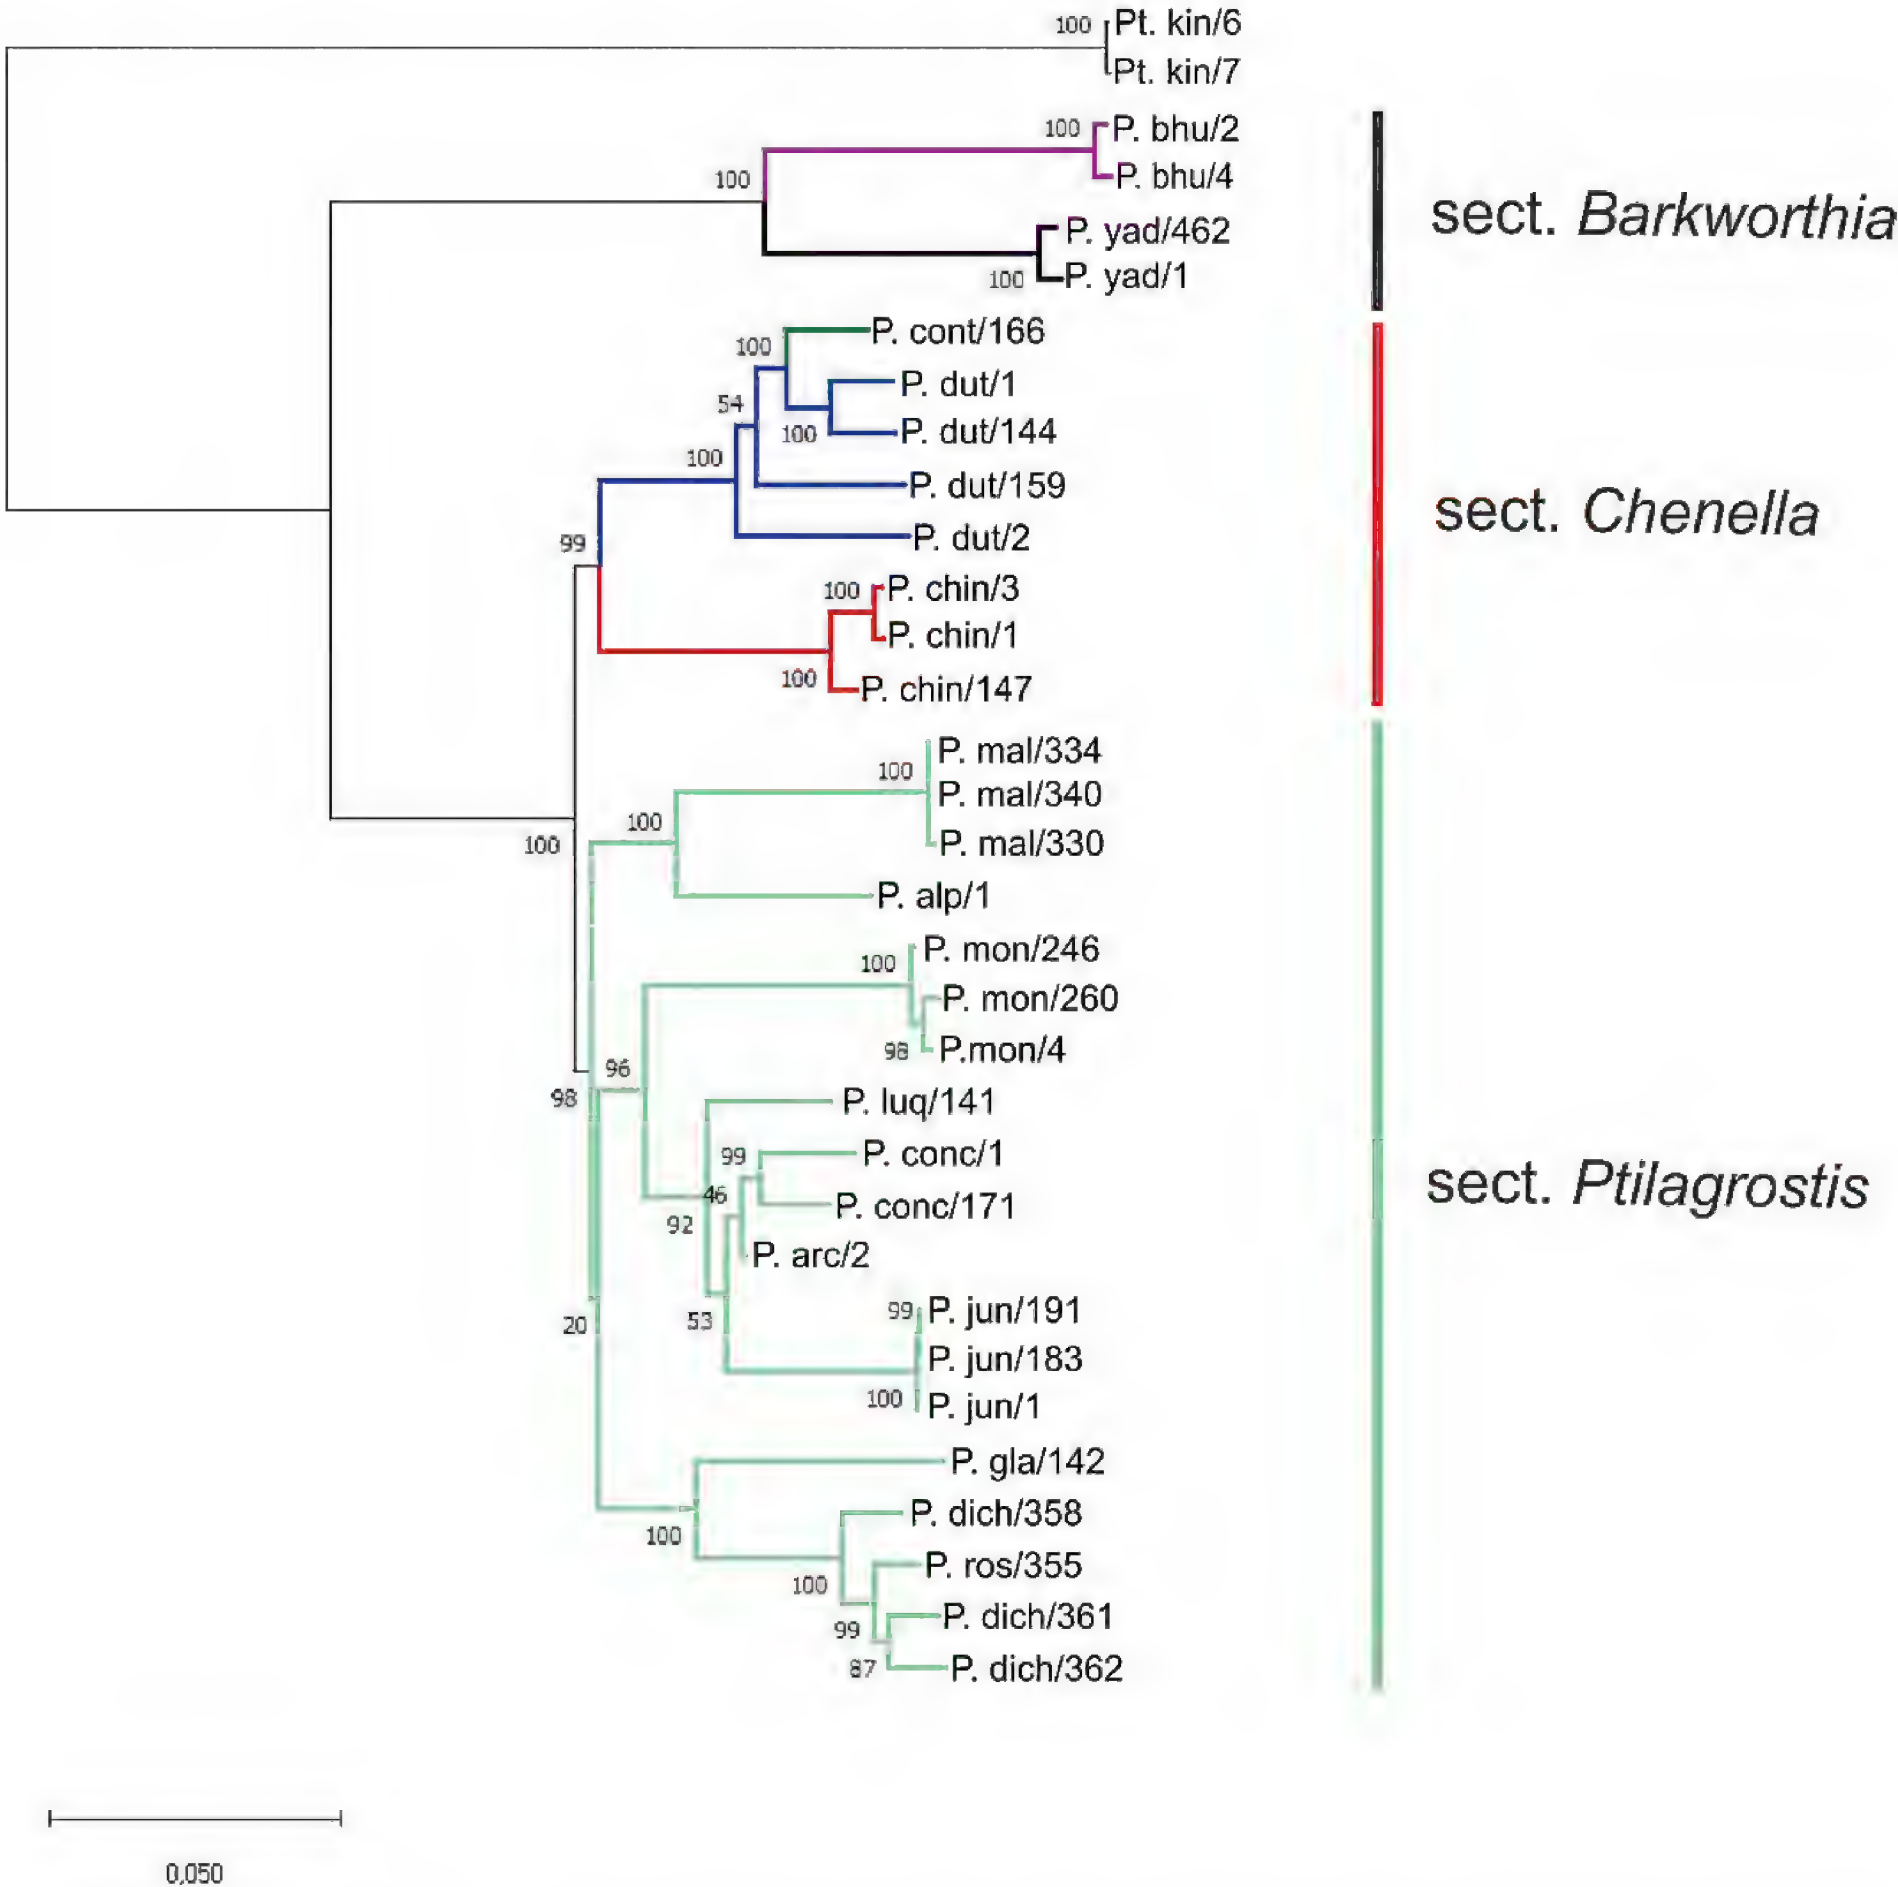 100 Pt. kin/6
Pt. kin/7
100 P. bhu/2
P. bhu/4
100
P. yad/462
100 P. yad/1
sect. Barkworthia
P. cont/166
100
P. dut/1
54
100 P. dut/144
100
P. dut/159
P. dut/2
99
sect. Chenella
100 P. chin/3
P. chin/1
100 P. chin/147
P. mal/334
100
P. mal/340
100
P. mal/330
100
P. alp/1
P. mon/246
100
P. mon/260
98 P.mon/4
96
98
P. luq/141
99 P. conc/1
46
P. conc/171
92
P. arc/2
sect. Ptilagrostis
99 P. jun/191
20
53
P. jun/183
100 P. jun/1
P. gla/142
P. dich/358
100
P. ros/355
100
P. dich/361
99
87 P. dich/362
0,050